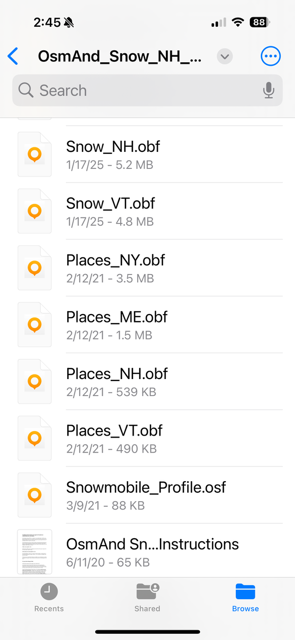 2:45
88
OsmAnd_Snow_NH_...
Search
Snow_NH.obf
1/17/25 - 5.2 MB
Snow_VT.obf
1/17/25 - 4.8 MB
Places_NY.obf
2/12/21 - 3.5 MB
Places_ME.obf
2/12/21 - 1.5 MB
Places_NH.obf
2/12/21 - 539 KB
Places_VT.obf
2/12/21 - 490 KB
Snowmobile_Profile.osf
3/9/21 - 88 KB
OsmAnd Sn...Instructions
6/11/20 - 65 KB
Recents
Shared
Browse